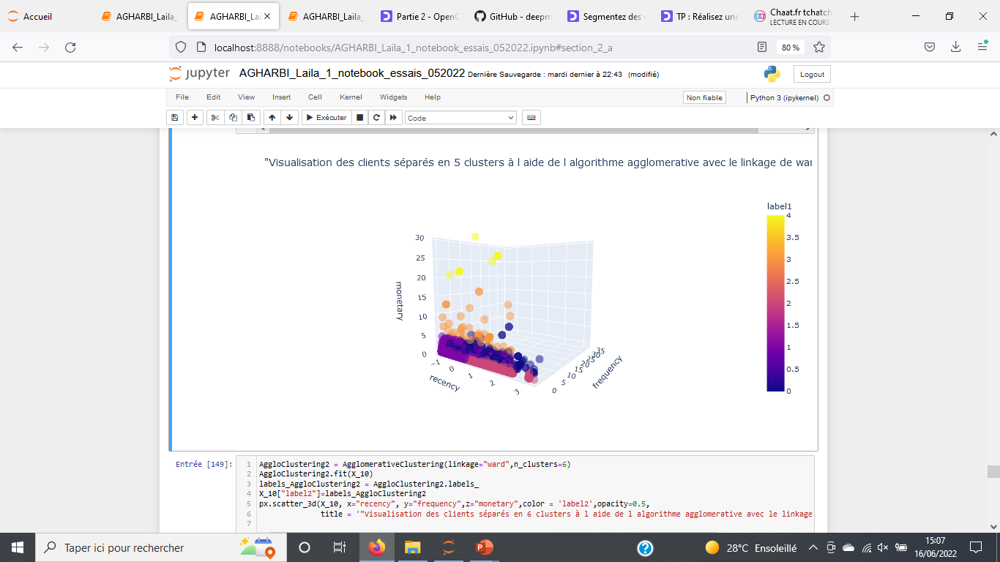 Accueil
AGHARBI_Laila_
AGHARBI_Lai
AGHARBI_Laila_
Partie 2 - OpenC
GitHub - deepm
Segmentez des
TP : Réalisez une
Chaat.fr tchatch
LECTURE EN COURS
localhost:8888/notebooks/AGHARBI_Laila_1_notebook_essais_052022.ipynb#section_2_a
80 %
jupyter
AGHARBI_Laila_1_notebook_essais_052022 Dernière Sauvegarde : mardi dernier à 22:43 (modifié)
Logout
File Edit View Insert Cell Kernel Widgets Help
Non fiable
Python 3 (ipykernel)
Exécuter
Code
"Visualisation des clients séparés en 5 clusters à l aide de l algorithme agglomerative avec le linkage de war
label1
4
3.5
3
2.5
2
1.5
1
0.5
0
30
25
20
15
10
5
0
monetary
−1
0
1
2
3
recency
0
5
10
15
20
25
30
35
frequency
Entrée [149]:
1 AggloClustering2 = AgglomerativeClustering(linkage="ward",n_clusters=6)
2 AggloClustering2.fit(X_10)
3 labels_AggloClustering2 = AggloClustering2.labels_
4 X_10["label2"]=labels_AggloClustering2
5 px.scatter_3d(X_10, x="recency", y="frequency",z="monetary",color = 'label2',opacity=0.5,
6 title = '"Visualisation des clients séparés en 6 clusters à l aide de l algorithme agglomerative avec le linkage
7
Taper ici pour rechercher
28°C Ensoleillé
15:07
16/06/2022